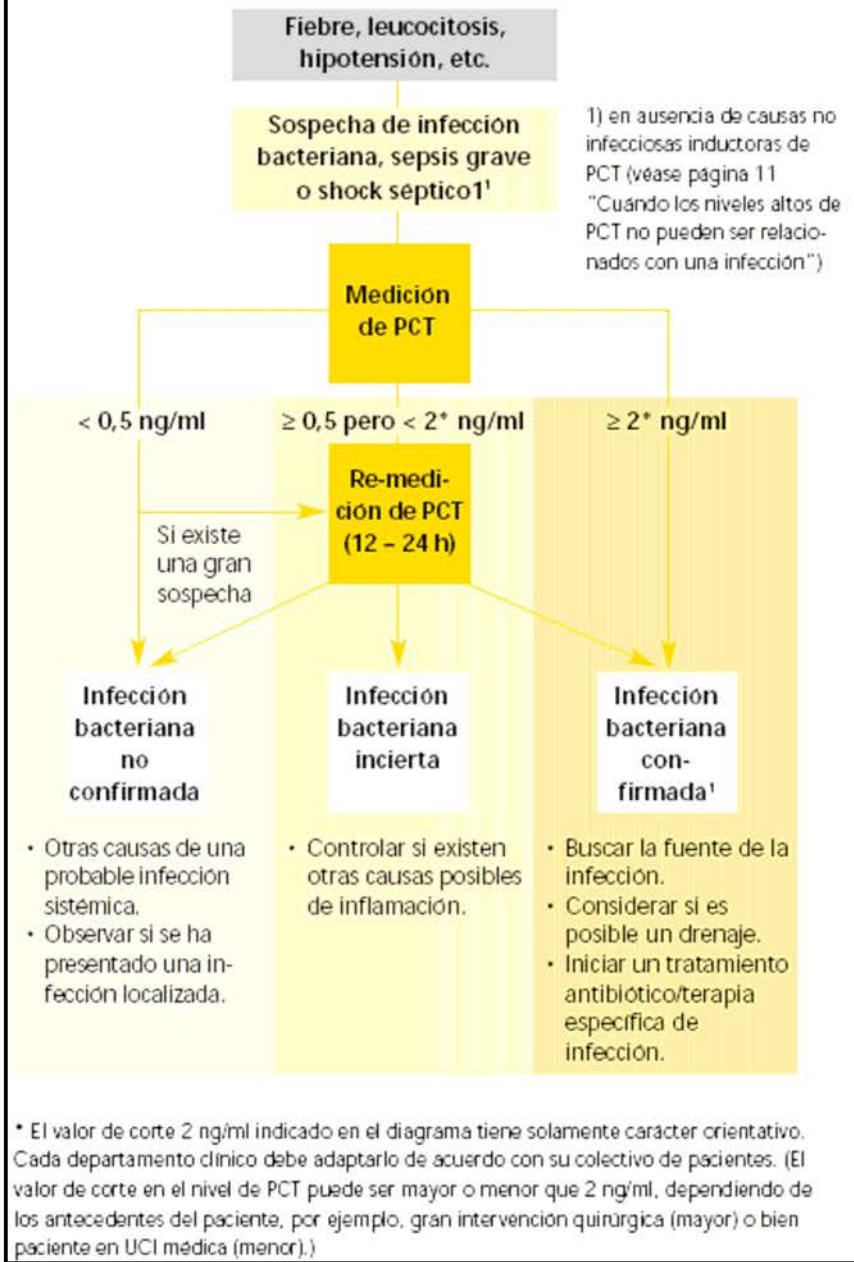 Fiebre, leucocitosis,
hipotensión, etc.
Sospecha de infección
bacteriana, sepsis grave
o shock séptico1¹
1) en ausencia de causas no
infecciosas inductoras de
PCT (véase página 11
"Cuándo los niveles altos de
PCT no pueden ser relacio-
nados con una infección")
Medición
de PCT
< 0,5 ng/ml
≥ 0,5 pero < 2* ng/ml
≥ 2* ng/ml
Re-medi-
ción de PCT
(12 – 24 h)
Si existe
una gran
sospecha
Infección
bacteriana
no
confirmada
Infección
bacteriana
incierta
Infección
bacteriana
con-
firmada¹
• Otras causas de una
probable infección
sistémica.
• Observar si se ha
presentado una in-
fección localizada.
• Controlar si existen
otras causas posibles
de inflamación.
• Buscar la fuente de la
infección.
• Considerar si es
posible un drenaje.
• Iniciar un tratamiento
antibiótico/terapia
específica de
infección.
* El valor de corte 2 ng/ml indicado en el diagrama tiene solamente carácter orientativo.
Cada departamento clínico debe adaptarlo de acuerdo con su colectivo de pacientes. (El
valor de corte en el nivel de PCT puede ser mayor o menor que 2 ng/ml, dependiendo de
los antecedentes del paciente, por ejemplo, gran intervención quirúrgica (mayor) o bien
paciente en UCI médica (menor).)